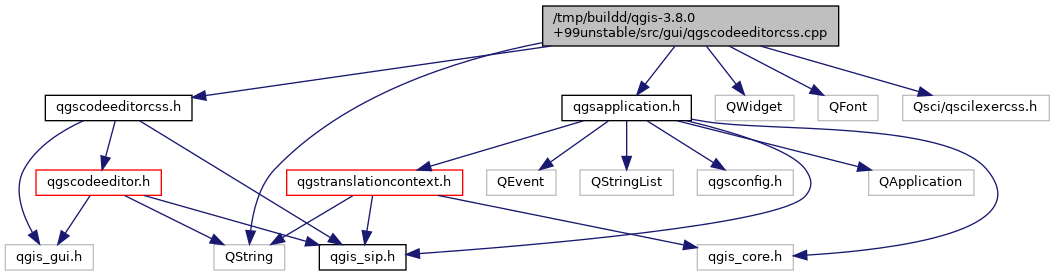 /tmp/buildd/qgis-3.8.0
+99unstable/src/gui/qgscodeeditorcss.cpp
qgscodeeditorcss.h
qgsapplication.h
QWidget
QFont
Qsci/qscilexercss.h
qgscodeeditor.h
qgstranslationcontext.h
QEvent
QStringList
qgsconfig.h
QApplication
qgis_gui.h
QString
qgis_sip.h
qgis_core.h